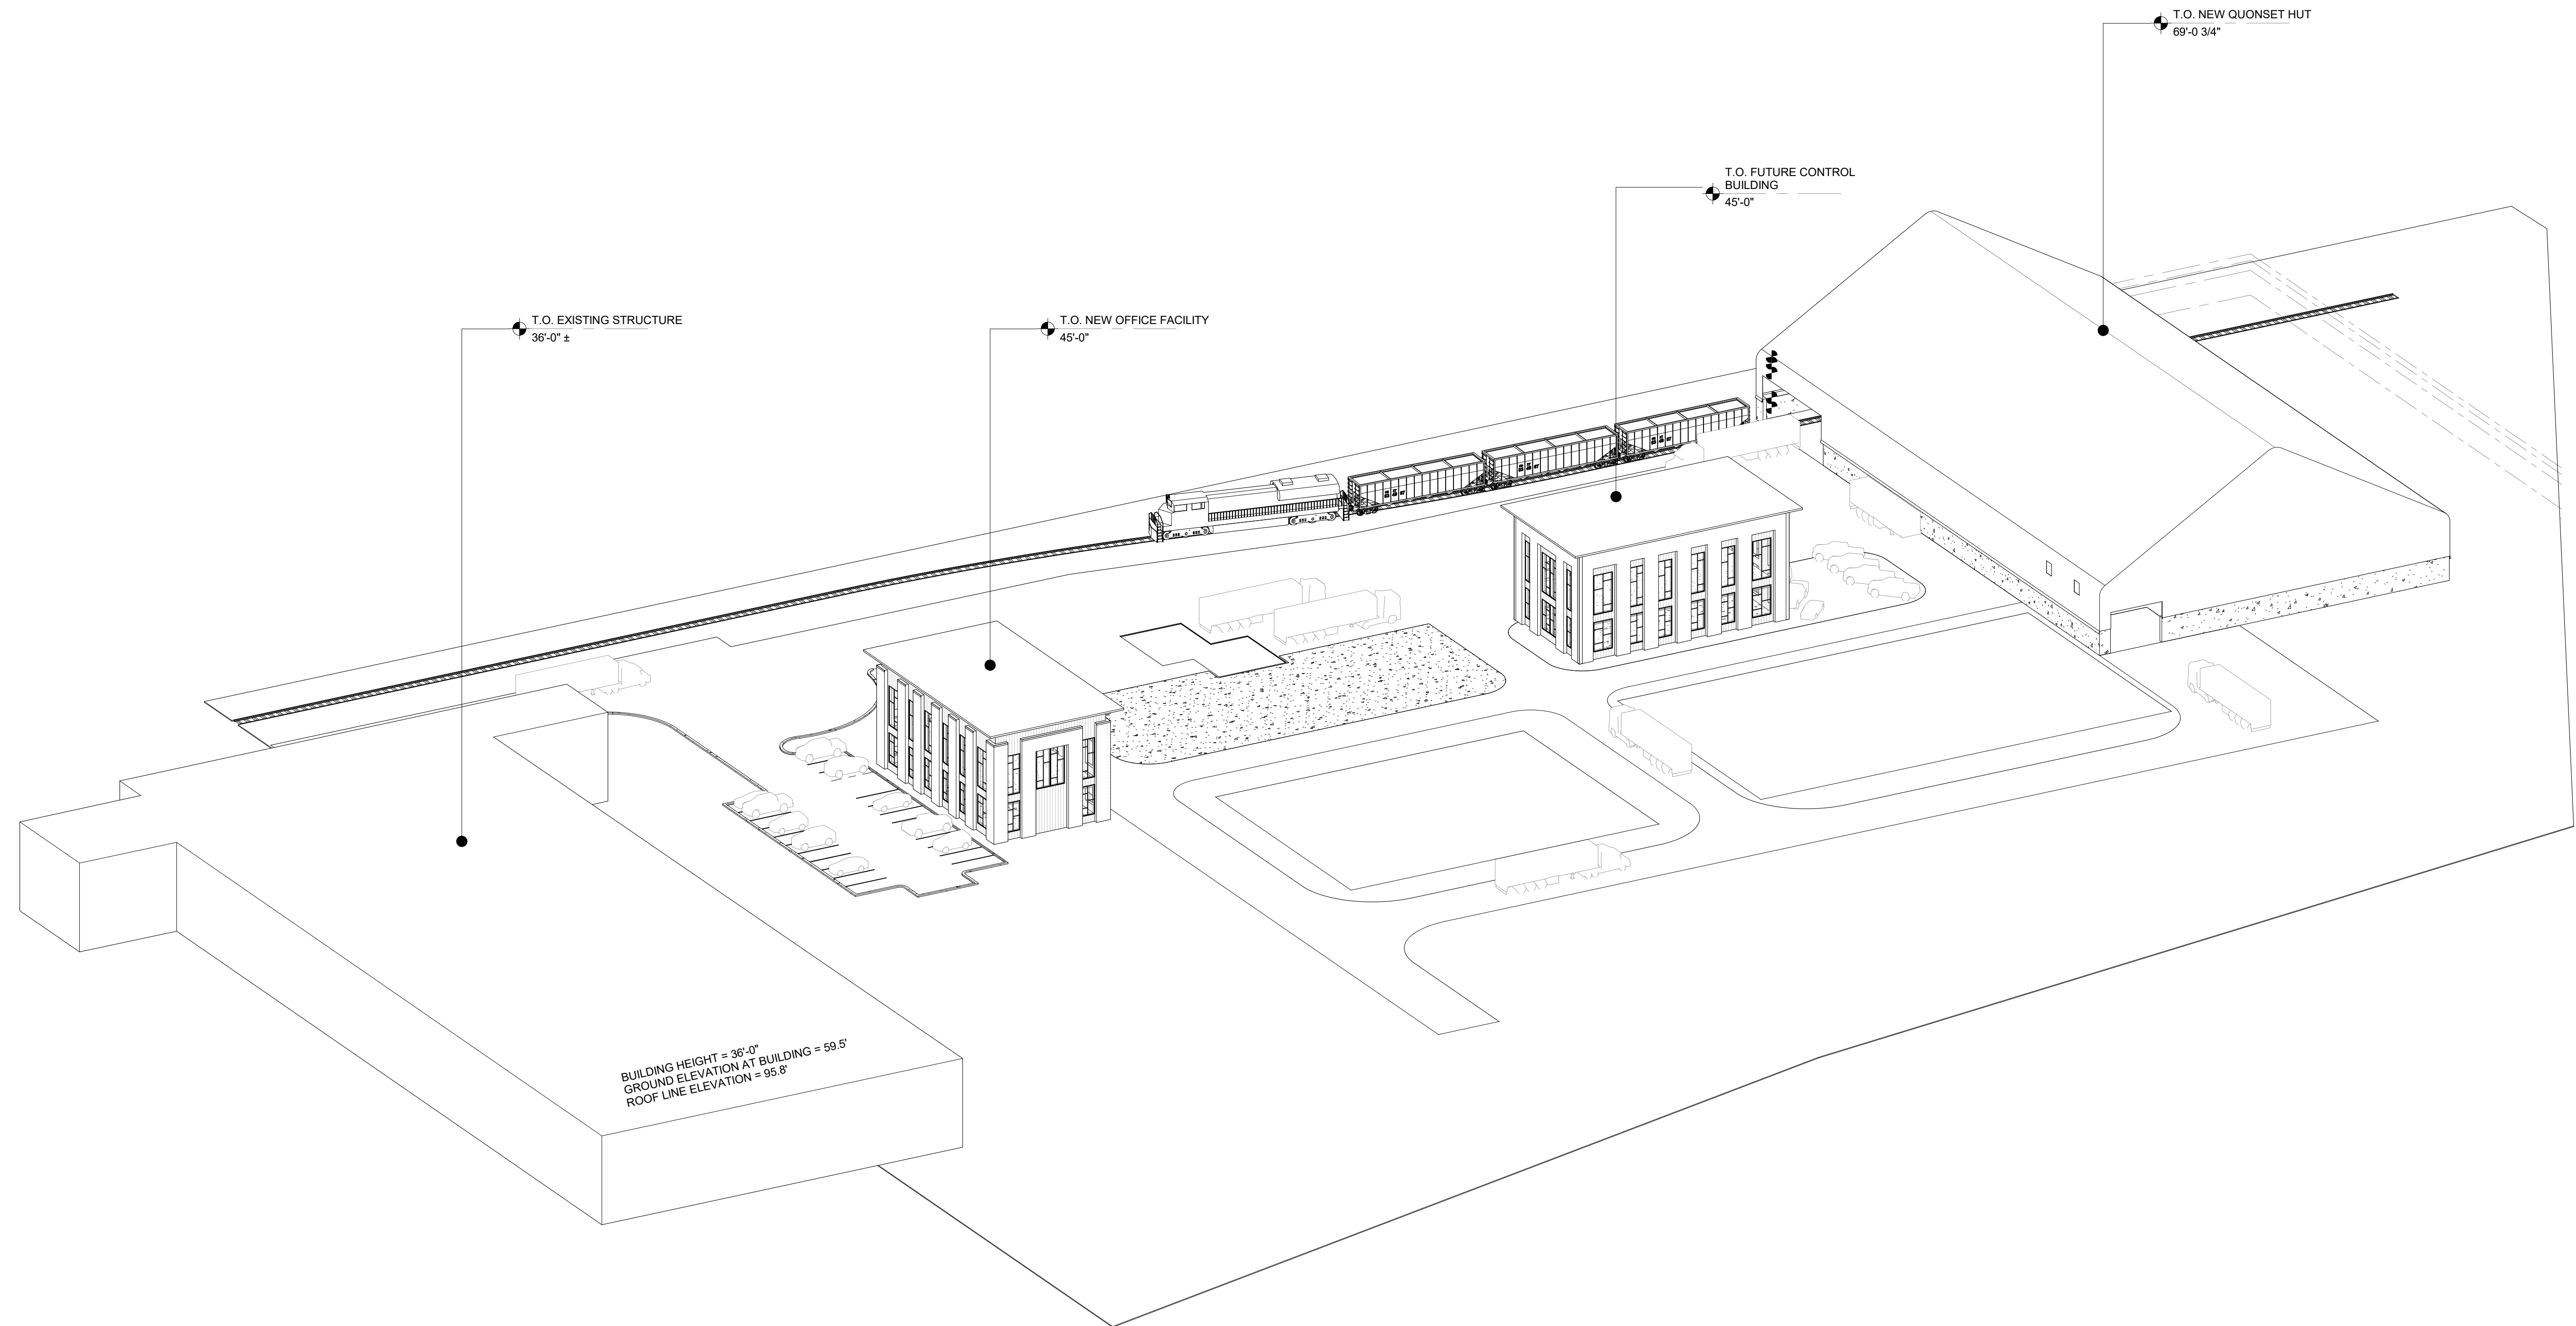 T.O. NEW QUONSET HUT
69'-0 3/4"
T.O. FUTURE CONTROL
BUILDING
45'-0"
T.O. EXISTING STRUCTURE
36'-0" ±
T.O. NEW OFFICE FACILITY
45'-0"
BUILDING HEIGHT = 36'-0"
GROUND ELEVATION AT BUILDING = 59.5'
ROOF LINE ELEVATION = 95.8'